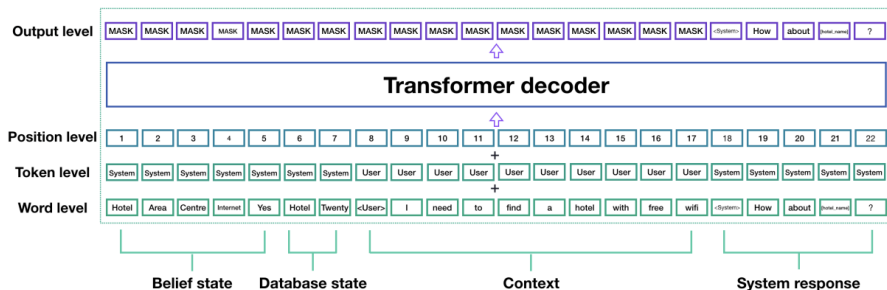 Output level MASK MASK MASK MASK MASK MASK MASK MASK MASK MASK MASK MASK MASK MASK MASK MASK MASK <System> How about [hotel_name] ?
Transformer decoder
Position level 1 2 3 4 5 6 7 8 9 10 11 12 13 14 15 16 17 18 19 20 21 22
+
Token level System System System System System System System User User User User User User User User User User System System System System System
+
Word level Hotel Area Centre Internet Yes Hotel Twenty <User> I need to find a hotel with free wifi <System> How about [hotel_name] ?
Belief state Database state Context System response